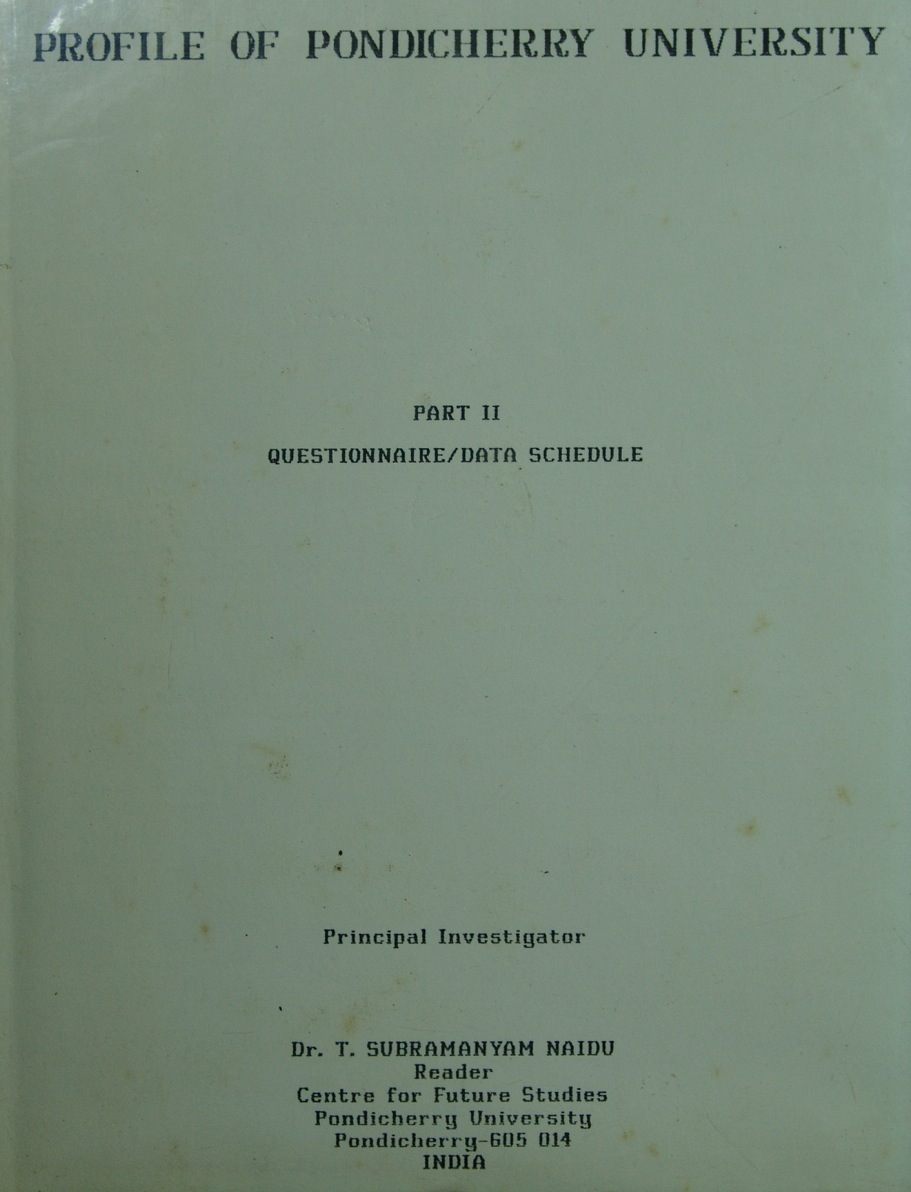 PROFILE OF PONDICHERRY UNIVERSITY
PART II
QUESTIONNAIRE/DATA SCHEDULE
Principal Investigator
Dr. T. SUBRAMANYAM NAIDU
Reader
Centre for Future Studies
Pondicherry University
Pondicherry-605 014
INDIA